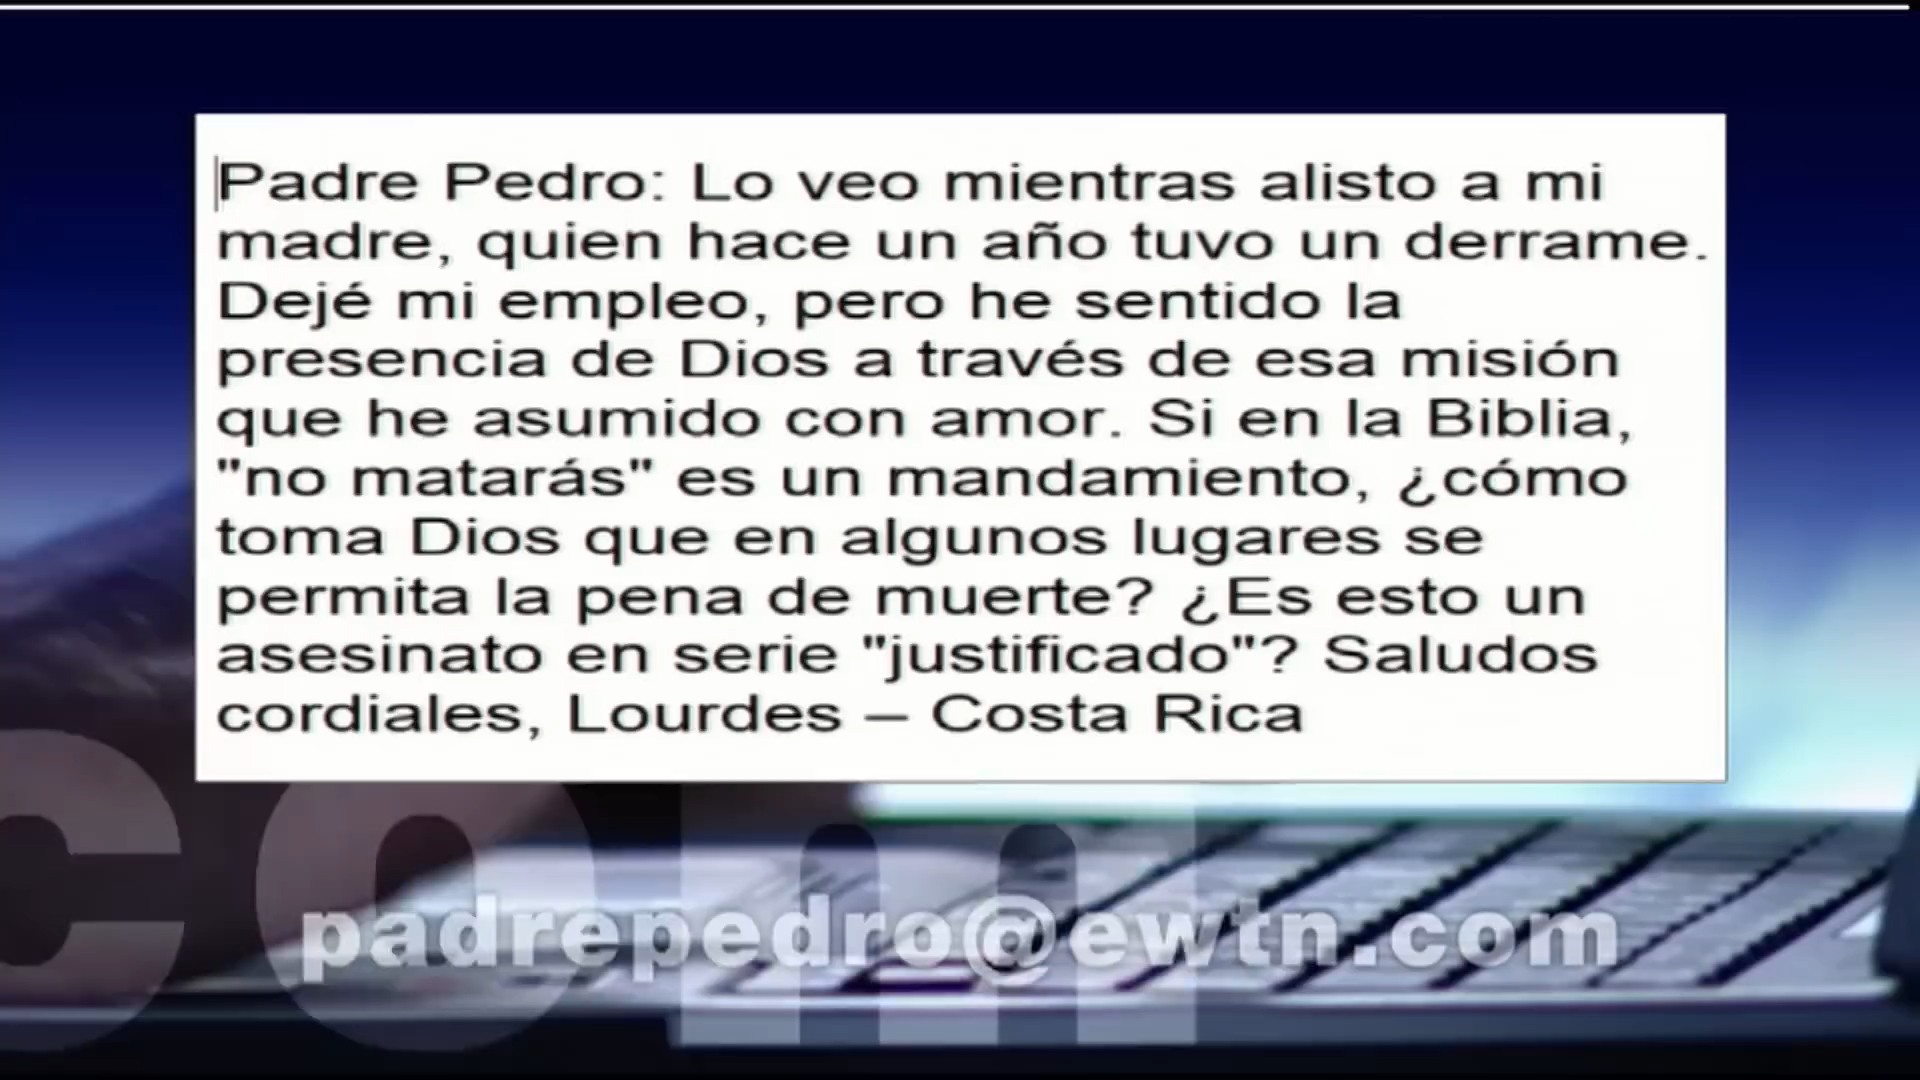 Padre Pedro: Lo veo mientras alisto a mi
madre, quien hace un año tuvo un derrame.
Dejé mi empleo, pero he sentido la
presencia de Dios a través de esa misión
que he asumido con amor. Si en la Biblia,
"no matarás" es un mandamiento, ¿cómo
toma Dios que en algunos lugares se
permita la pena de muerte? ¿Es esto un
asesinato en serie "justificado"? Saludos
cordiales, Lourdes – Costa Rica
com
padrepedro@ewtn.com